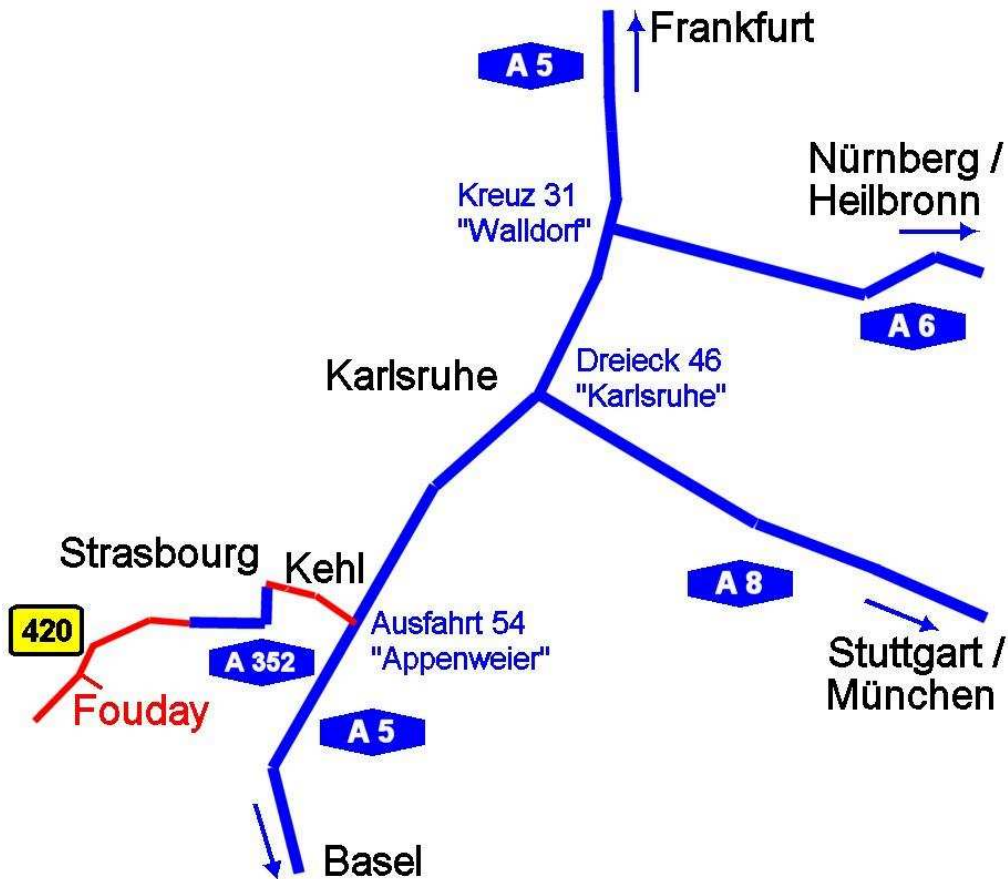 Frankfurt
A 5
Nürnberg /
Heilbronn
Kreuz 31
"Walldorf"
A 6
Dreieck 46
"Karlsruhe"
Karlsruhe
Strasbourg
Kehl
A 8
420
Ausfahrt 54
"Appenweier"
A 352
Stuttgart /
München
Fouday
A 5
Basel